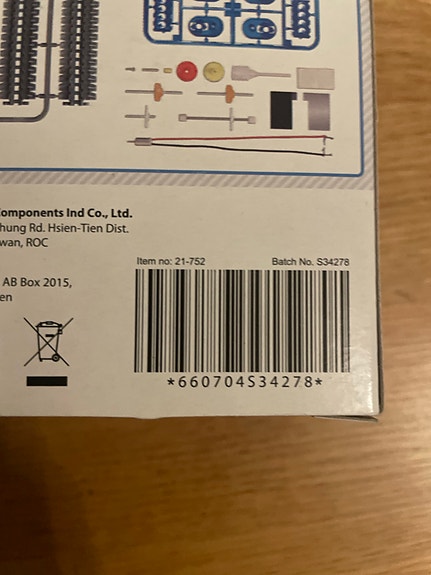 omponents Ind Co., Ltd.
hung Rd. Hsien-Tien Dist.
wan, ROC
AB Box 2015,
en
Item no: 21-752 Batch No. S34278
*660704S34278*